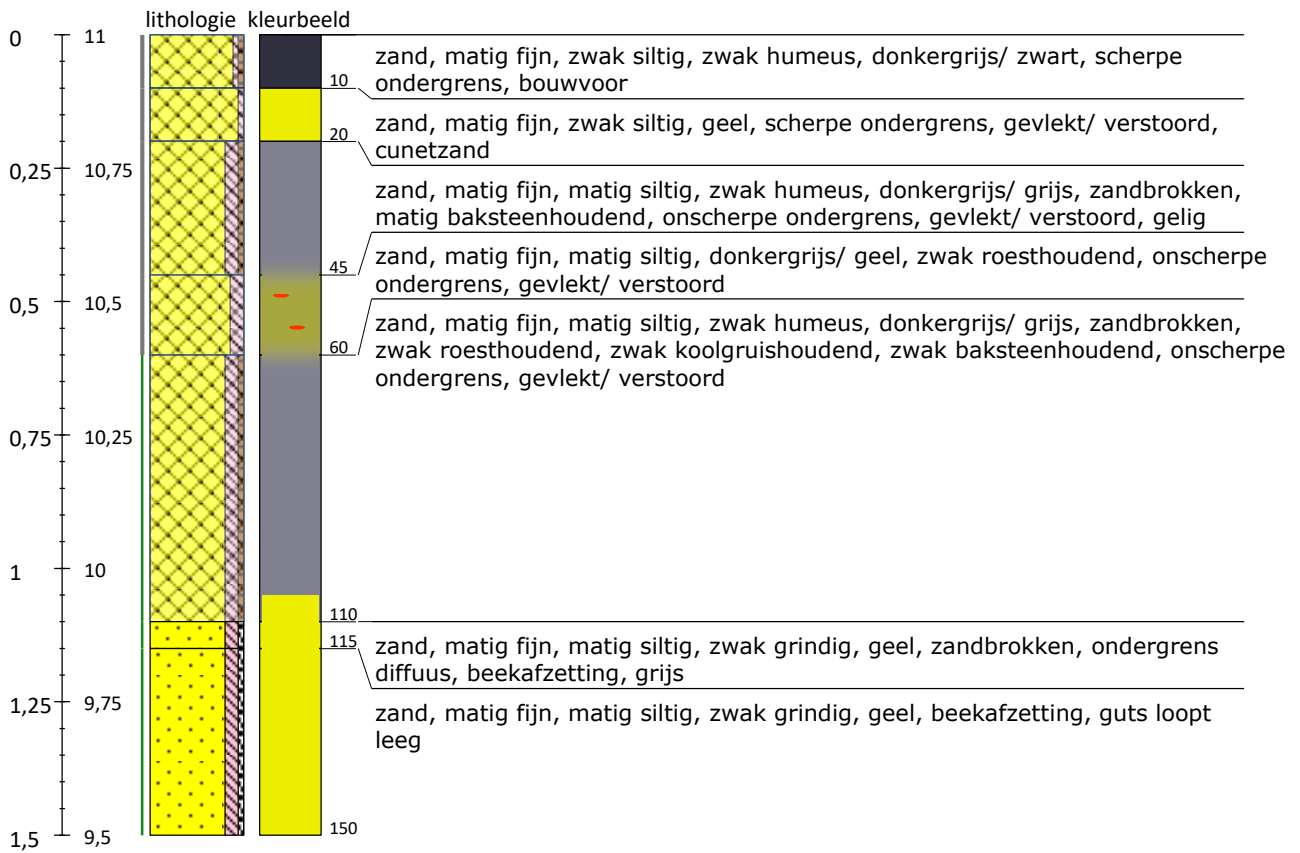 lithologie kleurbeeld
0 11
zand, matig fijn, zwak siltig, zwak humeus, donkergrijs/ zwart, scherpe
ondergrens, bouwvoor
10
zand, matig fijn, zwak siltig, geel, scherpe ondergrens, gevlekt/ verstoord,
cunetzand
20
0,25 10,75
zand, matig fijn, matig siltig, zwak humeus, donkergrijs/ grijs, zandbrokken,
matig baksteenhoudend, onscherpe ondergrens, gevlekt/ verstoord, gelig
45
zand, matig fijn, matig siltig, donkergrijs/ geel, zwak roesthoudend, onscherpe
ondergrens, gevlekt/ verstoord
0,5 10,5
60
zand, matig fijn, matig siltig, zwak humeus, donkergrijs/ grijs, zandbrokken,
zwak roesthoudend, zwak koolgruishoudend, zwak baksteenhoudend, onscherpe
ondergrens, gevlekt/ verstoord
0,75 10,25
1 10
110
115
zand, matig fijn, matig siltig, zwak grindig, geel, zandbrokken, ondergrens
diffuus, beekafzetting, grijs
1,25 9,75
zand, matig fijn, matig siltig, zwak grindig, geel, beekafzetting, guts loopt
leeg
150
1,5 9,5